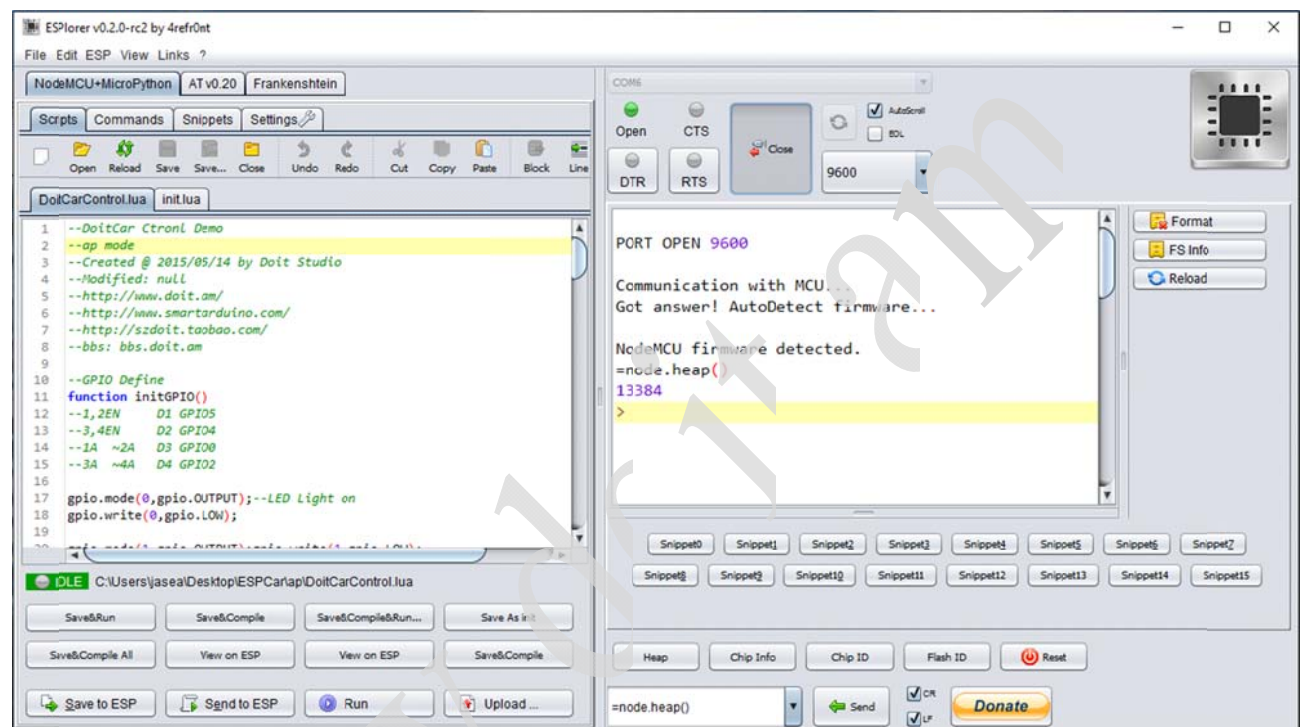 ESPlorer v0.2.0-rc2 by 4refr0nt
File Edit ESP View Links ?
NodeMCU+MicroPython AT v0.20 Frankenshtein
Scripts Commands Snippets Settings
Open Reload Save Save... Close Undo Redo Cut Copy Paste Block Line
DoitCarControl.lua init.lua
1 --DoitCar Ctronl Demo
2 --ap mode
3 --Created @ 2015/05/14 by Doit Studio
4 --Modified: null
5 --http://www.doit.am/
6 --http://www.smartarduino.com/
7 --http://szdoit.taobao.com/
8 --bbs: bbs.doit.am
9
10 --GPIO Define
11 function initGPIO()
12 --1,2EN D1 GPIO5
13 --3,4EN D2 GPIO4
14 --1A ~2A D3 GPIO0
15 --3A ~4A D4 GPIO2
16
17 gpio.mode(0,gpio.OUTPUT);--LED Light on
18 gpio.write(0,gpio.LOW);
19
IDLE C:\Users\jasea\Desktop\ESPCar\ap\DoitCarControl.lua
Save&Run Save&Compile Save&Compile&Run... Save As init
Save&Compile All View on ESP View on ESP Save&Compile
Save to ESP Send to ESP Run Upload ...
COM6
Open CTS Close AutoScroll
EOL
DTR RTS 9600
PORT OPEN 9600
Communication with MCU...
Got answer! AutoDetect firmware...
NodeMCU firmware detected.
=node.heap()
13384
>
Format
FS Info
Reload
Snippet0 Snippet1 Snippet2 Snippet3 Snippet4 Snippet5 Snippet6 Snippet7
Snippet8 Snippet9 Snippet10 Snippet11 Snippet12 Snippet13 Snippet14 Snippet15
Heap Chip Info Chip ID Flash ID Reset
=node.heap() Send CR Donate
LF